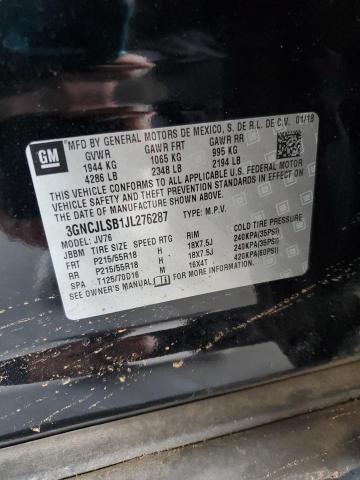 GM
MFD BY GENERAL MOTORS DE MEXICO, S. DE R.L. DE C.V. 01/18
GVWR GAWR FRT GAWR RR
1944 KG 1065 KG 995 KG
4286 LB 2348 LB 2194 LB
THIS VEHICLE CONFORMS TO ALL APPLICABLE U.S. FEDERAL MOTOR
VEHICLE SAFETY, BUMPER, AND THEFT PREVENTION STANDARDS
IN EFFECT ON THE
DATE OF MANUFACTURE SHOWN ABOVE.
3GNCJLSB1JL276287 TYPE: M.P.V.
MODEL: JV76
JBBM TIRE SIZE SPEED RTG RIM COLD TIRE PRESSURE
FRT P215/55R18 H 18X7.5J 240KPA(35PSI)
RR P215/55R18 H 18X7.5J 240KPA(35PSI)
SPA T125/70D16 M 16X4T 420KPA(60PSI)
SEE OWNER'S MANUAL